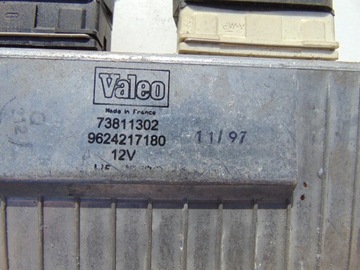 Valeo
Made in France
73811302
9624217180
11/97
12V